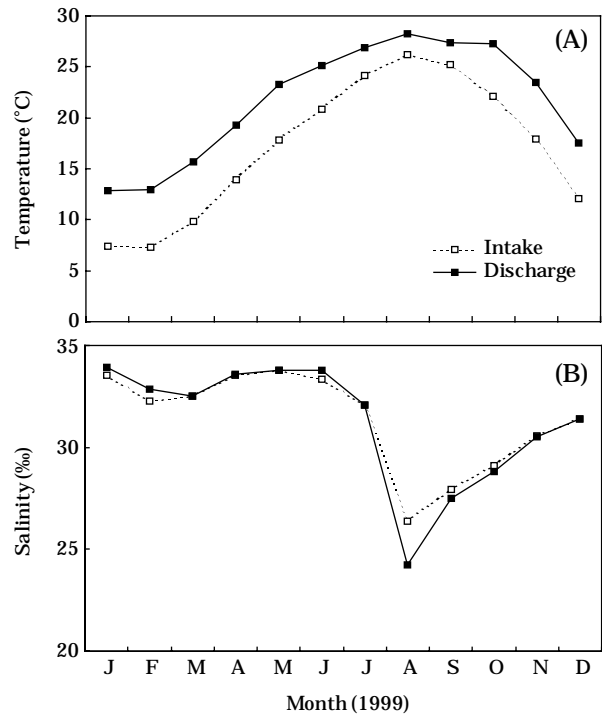 30
(A)
25
20
15
10
5
0
Temperature (°C)
Intake
Discharge
35
(B)
30
25
20
Salinity (‰)
J F M A M J J A S O N D
Month (1999)